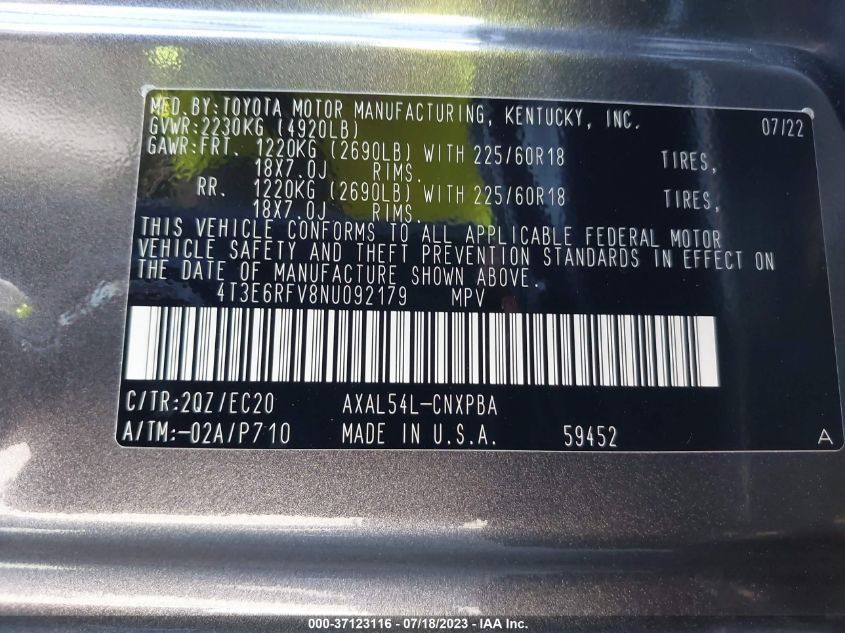 MFD.BY:TOYOTA MOTOR MANUFACTURING, KENTUCKY, INC. 07/22
GVWR:2230KG (4920LB)
GAWR:FRT. 1220KG (2690LB) WITH 225/60R18 TIRES,
18X7.0J RIMS.
RR. 1220KG (2690LB) WITH 225/60R18 TIRES,
18X7.0J RIMS.
THIS VEHICLE CONFORMS TO ALL APPLICABLE FEDERAL MOTOR
VEHICLE SAFETY AND THEFT PREVENTION STANDARDS IN EFFECT ON
THE DATE OF MANUFACTURE SHOWN ABOVE.
4T3E6RFV8NU092179 MPV
C/TR:2QZ/EC20 AXAL54L-CNXPBA
A/TM:-02A/P710 MADE IN U.S.A. 59452 A
000-37123116 - 07/18/2023 - IAA Inc.